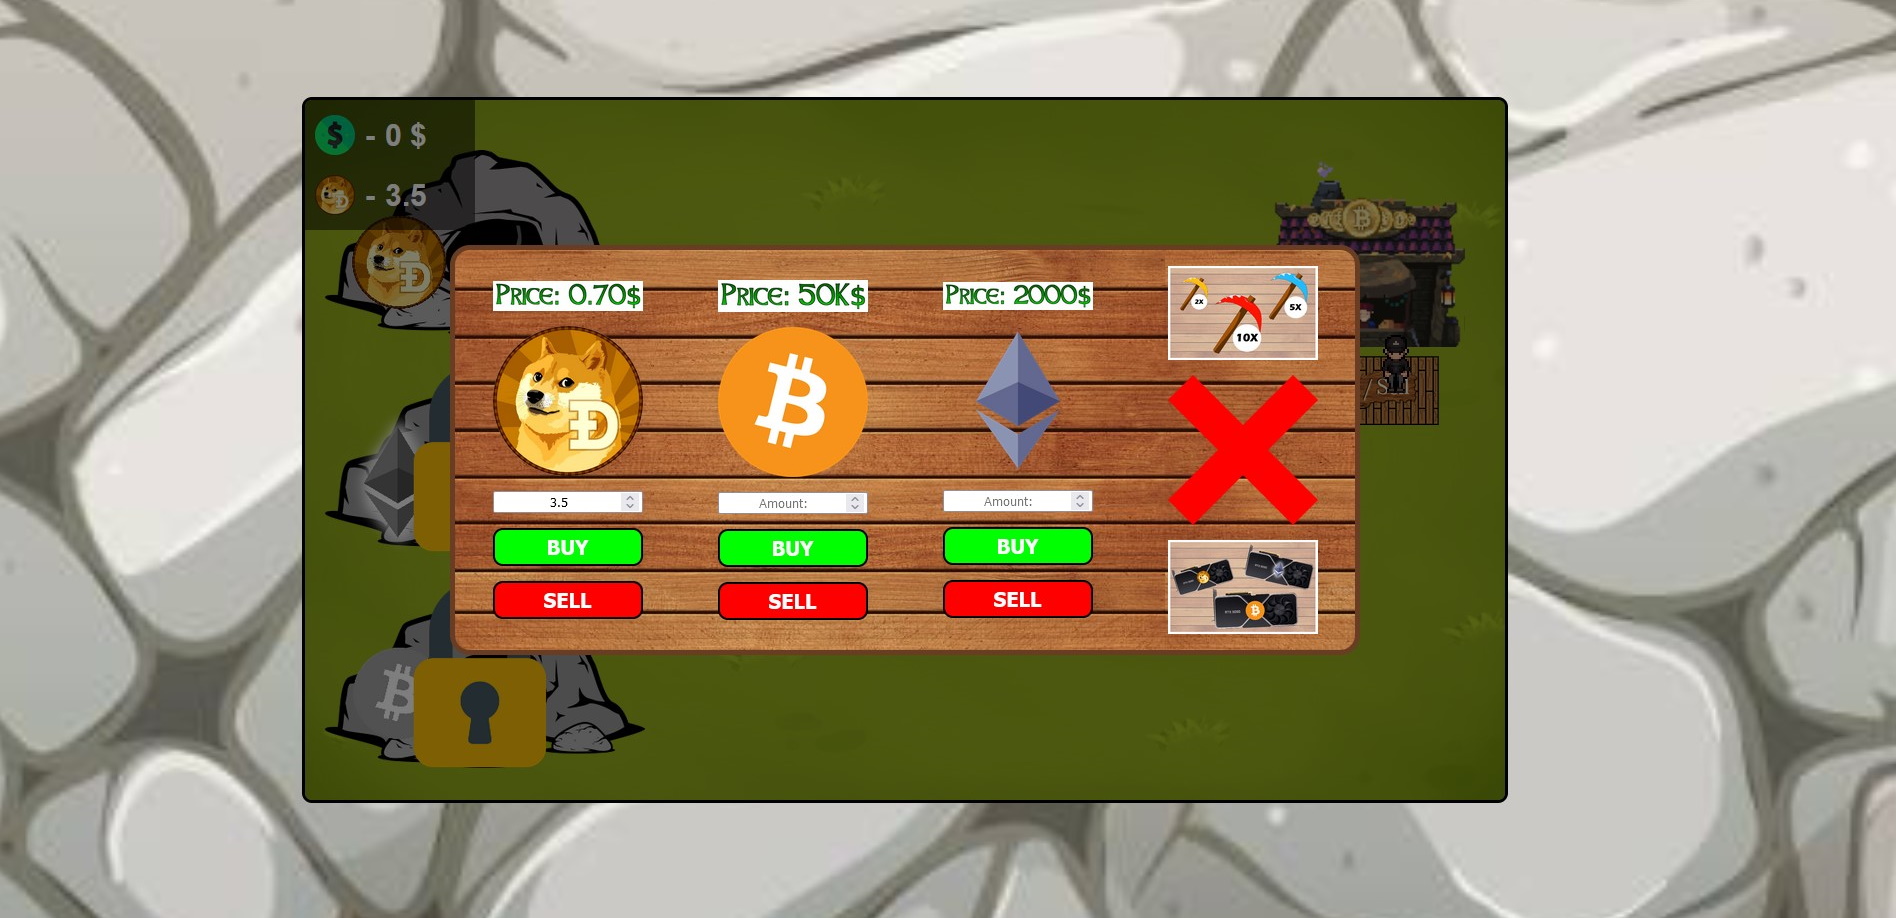 - 0 $
- 3.5
Price: 0.70$
Price: 50K$
Price: 2000$
2X
5X
10X
3.5
Amount:
Amount:
BUY
BUY
BUY
SELL
SELL
SELL